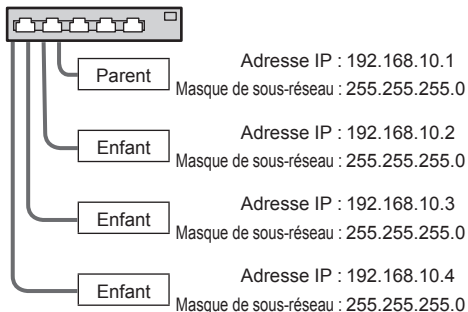 Parent
Adresse IP : 192.168.10.1
Masque de sous-réseau : 255.255.255.0
Enfant
Adresse IP : 192.168.10.2
Masque de sous-réseau : 255.255.255.0
Enfant
Adresse IP : 192.168.10.3
Masque de sous-réseau : 255.255.255.0
Enfant
Adresse IP : 192.168.10.4
Masque de sous-réseau : 255.255.255.0